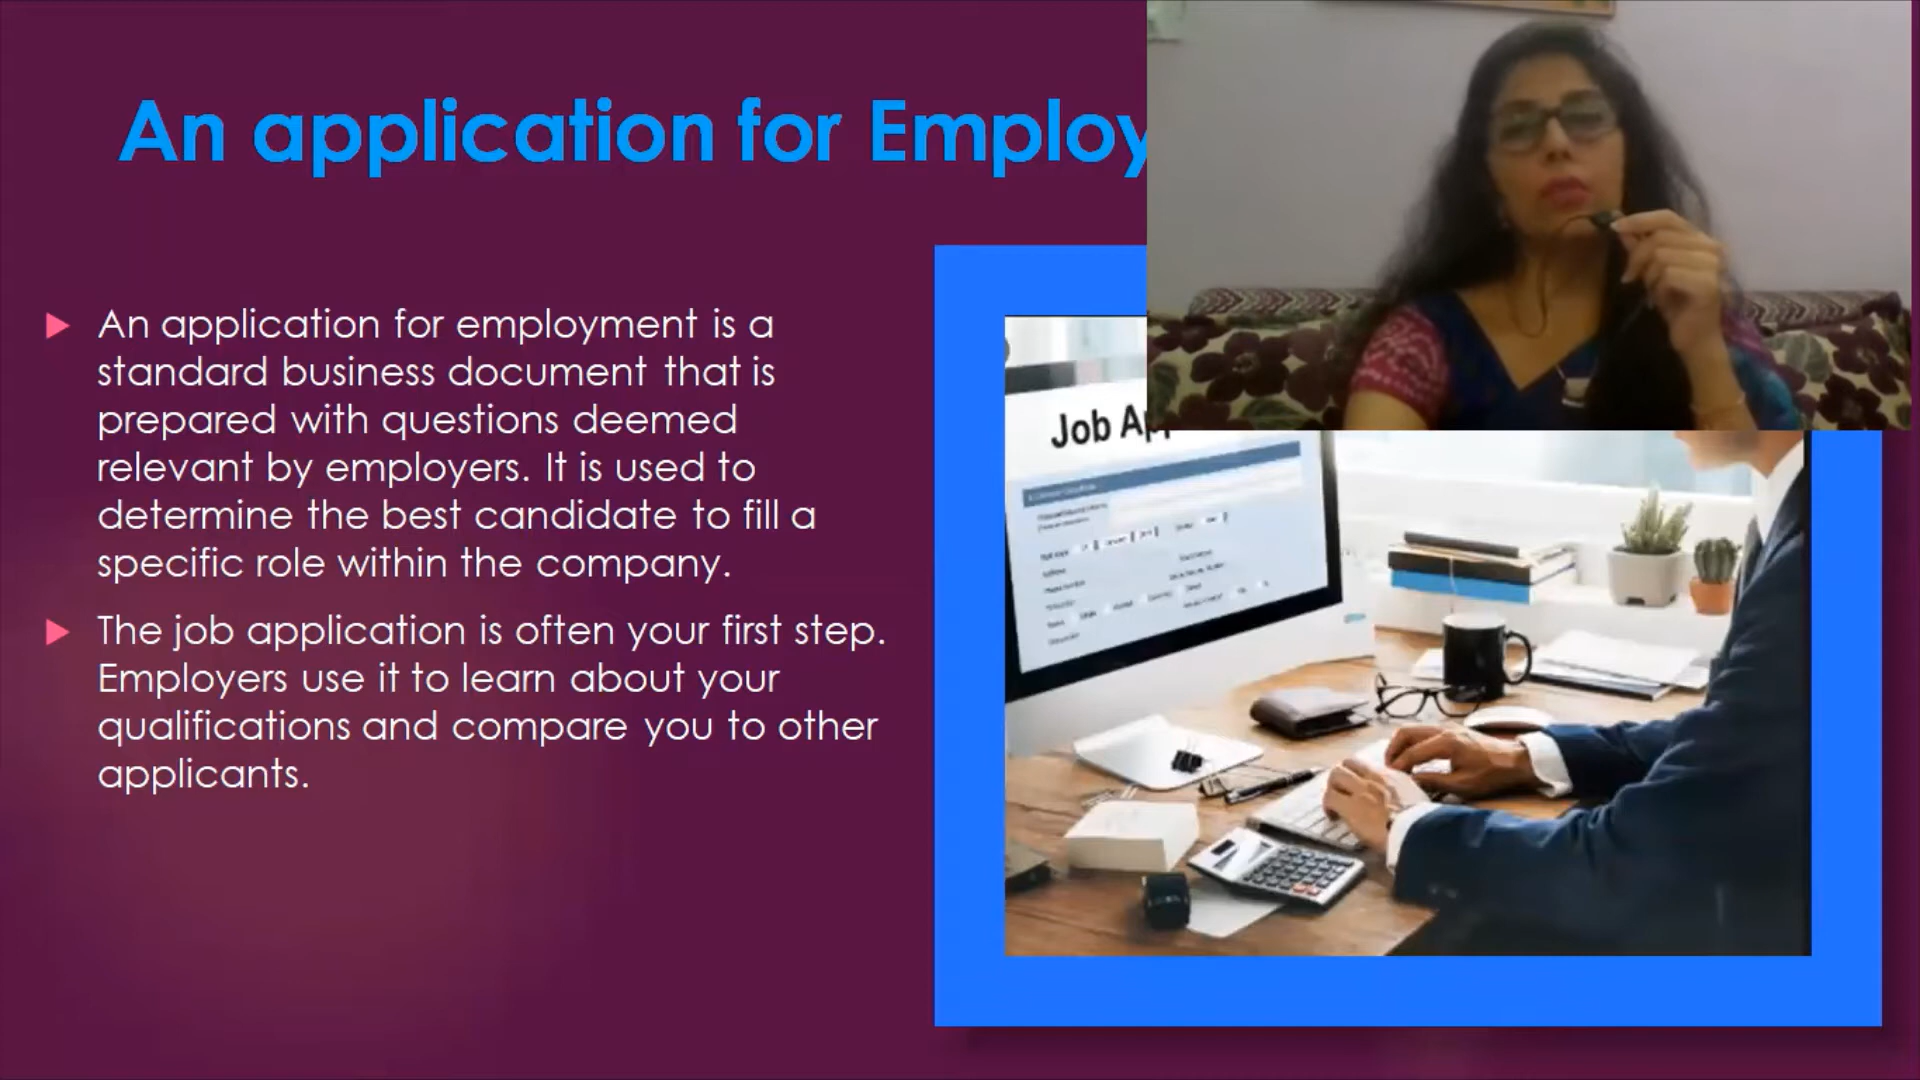 An application for Employ
An application for employment is a
standard business document that is
prepared with questions deemed
relevant by employers. It is used to
determine the best candidate to fill a
specific role within the company.
The job application is often your first step.
Employers use it to learn about your
qualifications and compare you to other
applicants.
Job Ap